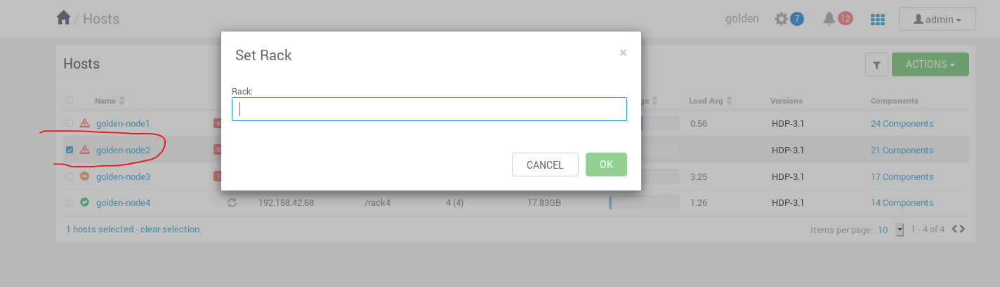 / Hosts
golden
7
12
admin
Set Rack
×
Hosts
ACTIONS
Rack:
Name
ge
Load Avg
Versions
Components
golden-node1
6
0.56
HDP-3.1
24 Components
golden-node2
6
HDP-3.1
21 Components
CANCEL
OK
golden-node3
1
3.25
HDP-3.1
17 Components
golden-node4
192.168.42.68
/rack4
4 (4)
17.83GB
1.26
HDP-3.1
14 Components
1 hosts selected - clear selection
Items per page: 10
1 - 4 of 4